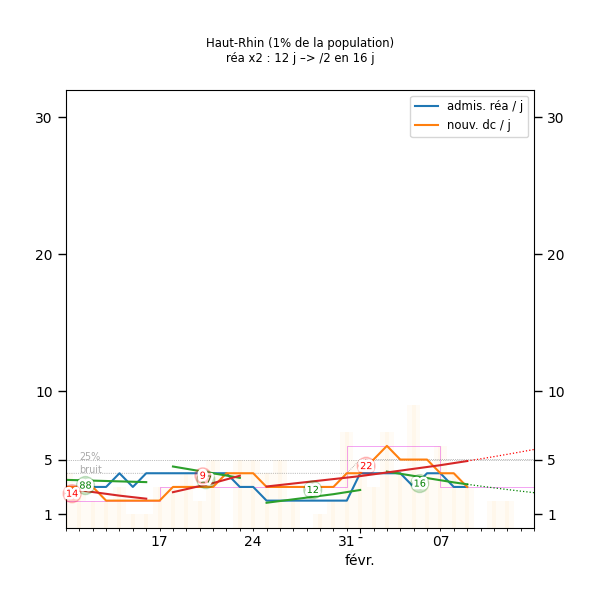 Haut-Rhin (1% de la population)
réa x2 : 12 j –> /2 en 16 j
admis. réa / j
nouv. dc / j
30 30
20 20
10 10
5 5
1 1
25%
bruit
14
88
9
12
22
16
17 24 31 07
févr.